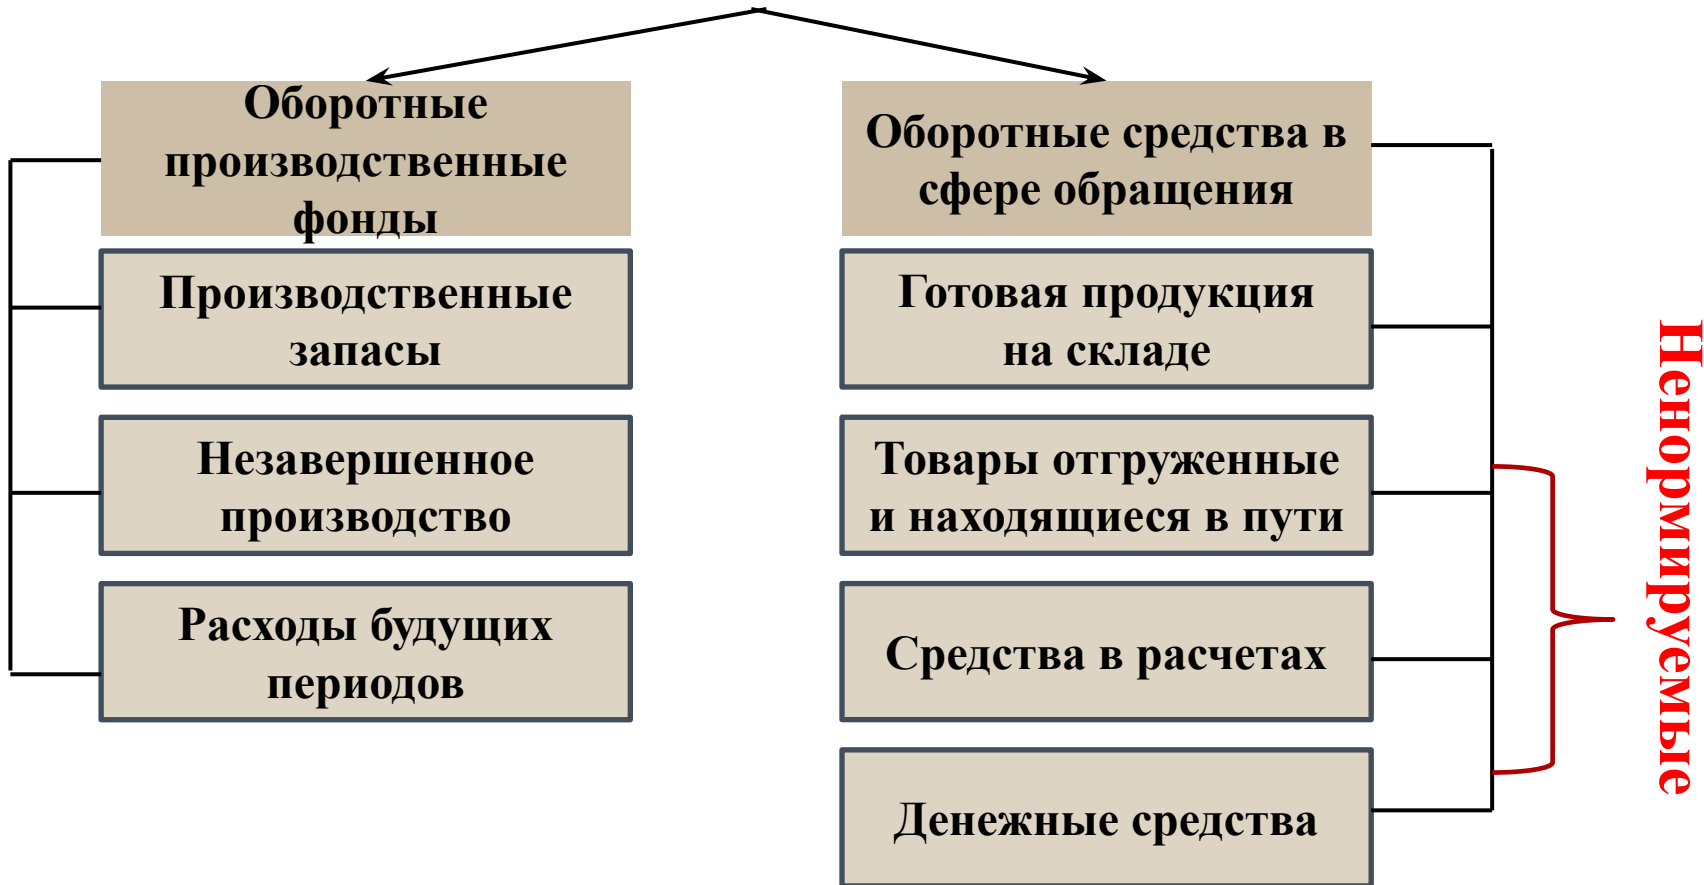 Оборотные
производственные
фонды
Производственные
запасы
Незавершенное
производство
Расходы будущих
периодов
Оборотные средства в
сфере обращения
Готовая продукция
на складе
Товары отгруженные
и находящиеся в пути
Средства в расчетах
Денежные средства
Ненормируемые